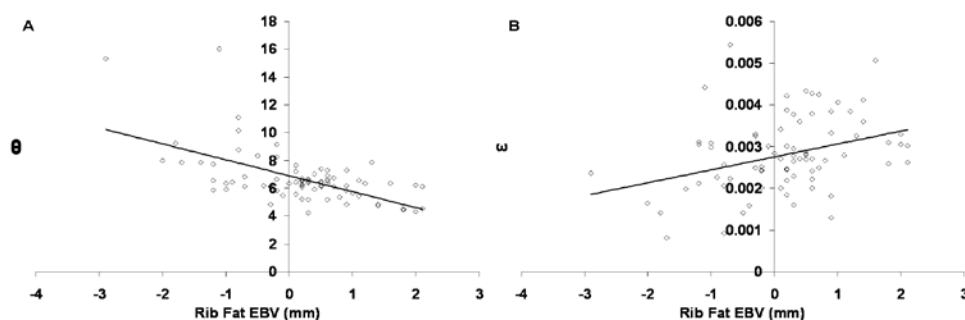 A
18
16
14
12
10
8
6
4
2
0
θ
-4 -3 -2 -1 0 1 2 3
Rib Fat EBV (mm)
B
0.006
0.005
0.004
0.003
0.002
0.001
0
ε
-4 -3 -2 -1 0 1 2 3
Rib Fat EBV (mm)